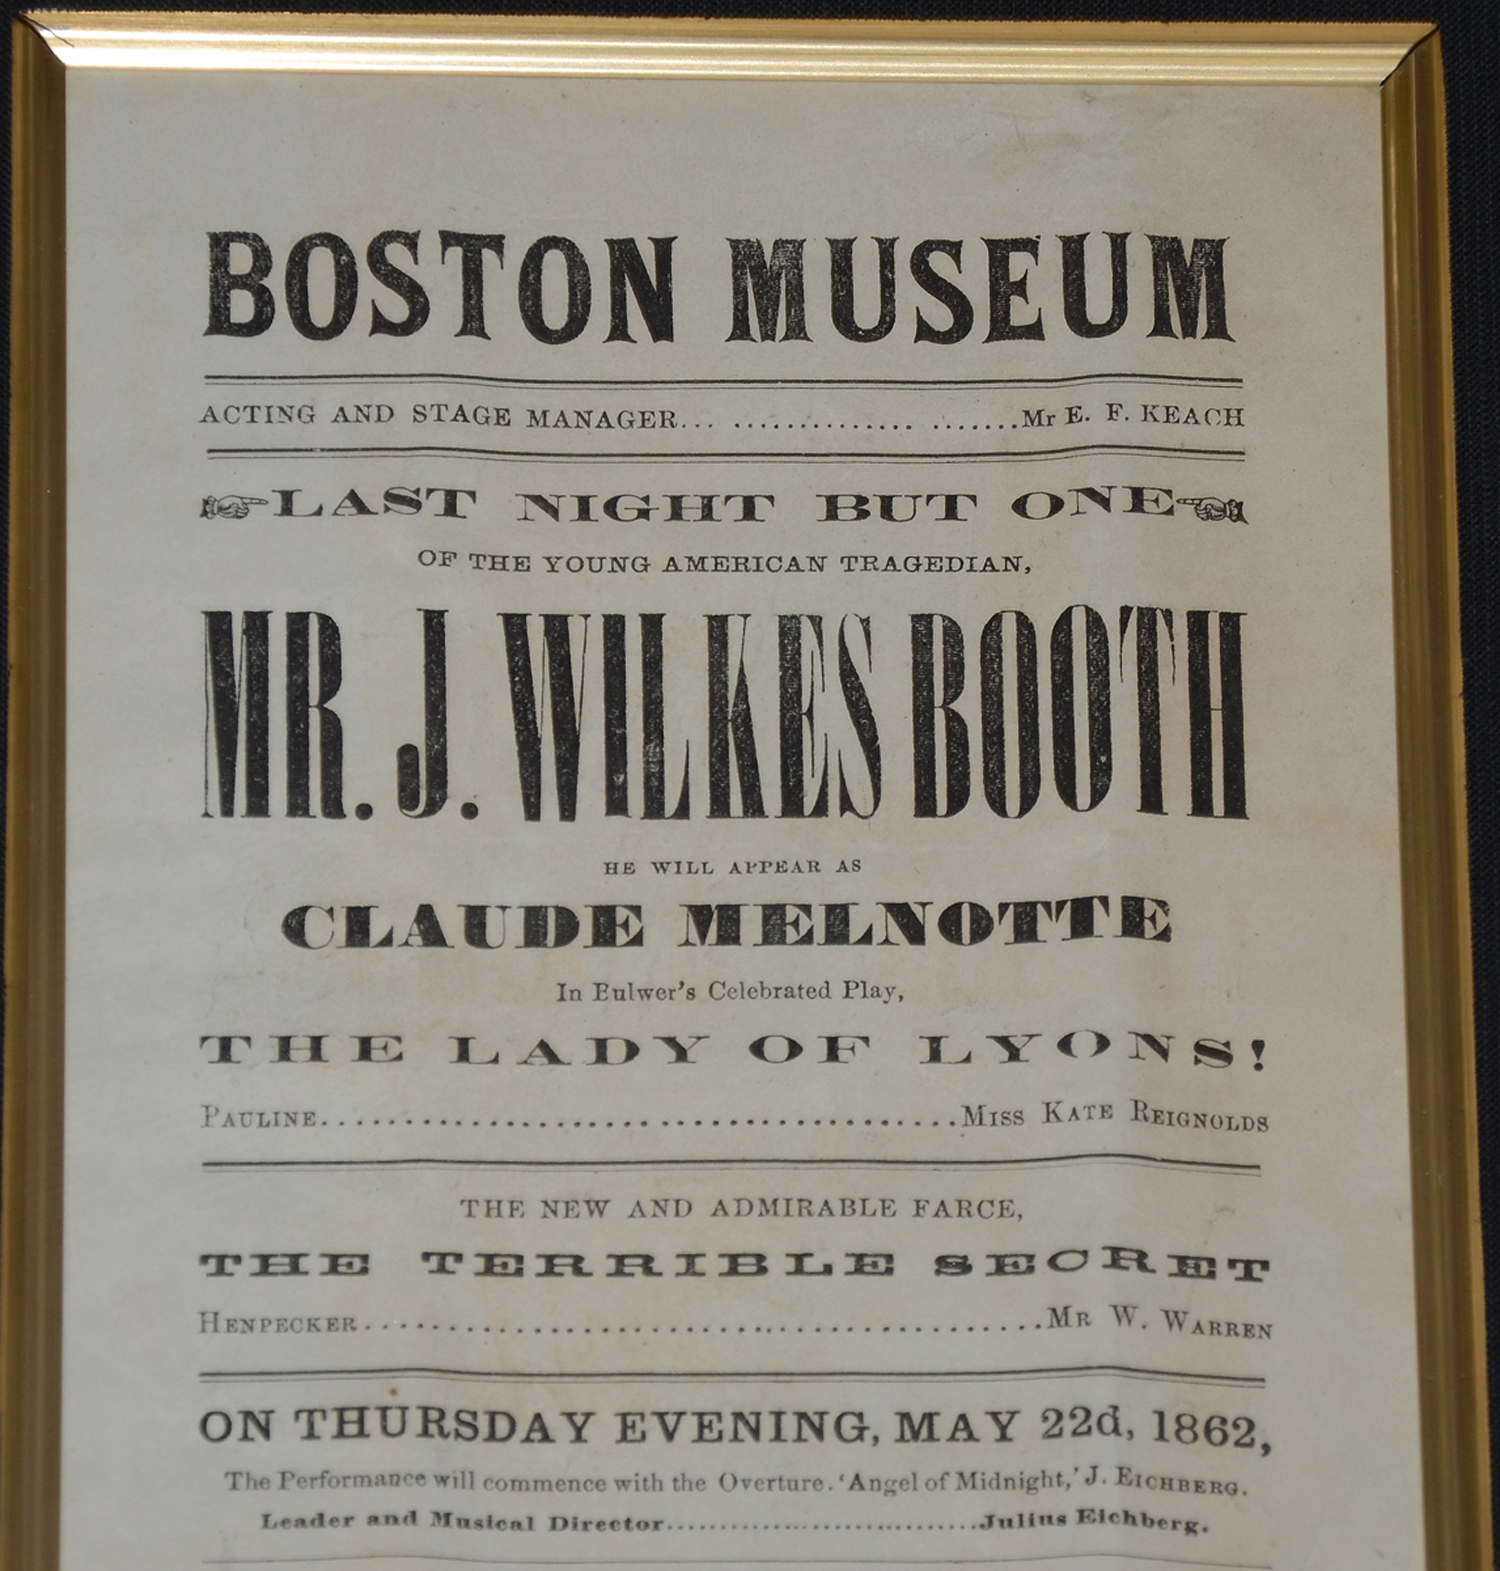 BOSTON MUSEUM
ACTING AND STAGE MANAGER... .............. .......Mr E. F. KEACH
☞LAST NIGHT BUT ONE☜
OF THE YOUNG AMERICAN TRAGEDIAN,
MR. J. WILKES BOOTH
HE WILL APPEAR AS
CLAUDE MELNOTTE
In Bulwer's Celebrated Play,
THE LADY OF LYONS!
PAULINE......................................MISS KATE REIGNOLDS
THE NEW AND ADMIRABLE FARCE,
THE TERRIBLE SECRET
HENPECKER.........................................MR W. WARREN
ON THURSDAY EVENING, MAY 22d, 1862,
The Performance will commence with the Overture. 'Angel of Midnight,' J. EICHBERG.
Leader and Musical Director..................................Julius Eichberg.